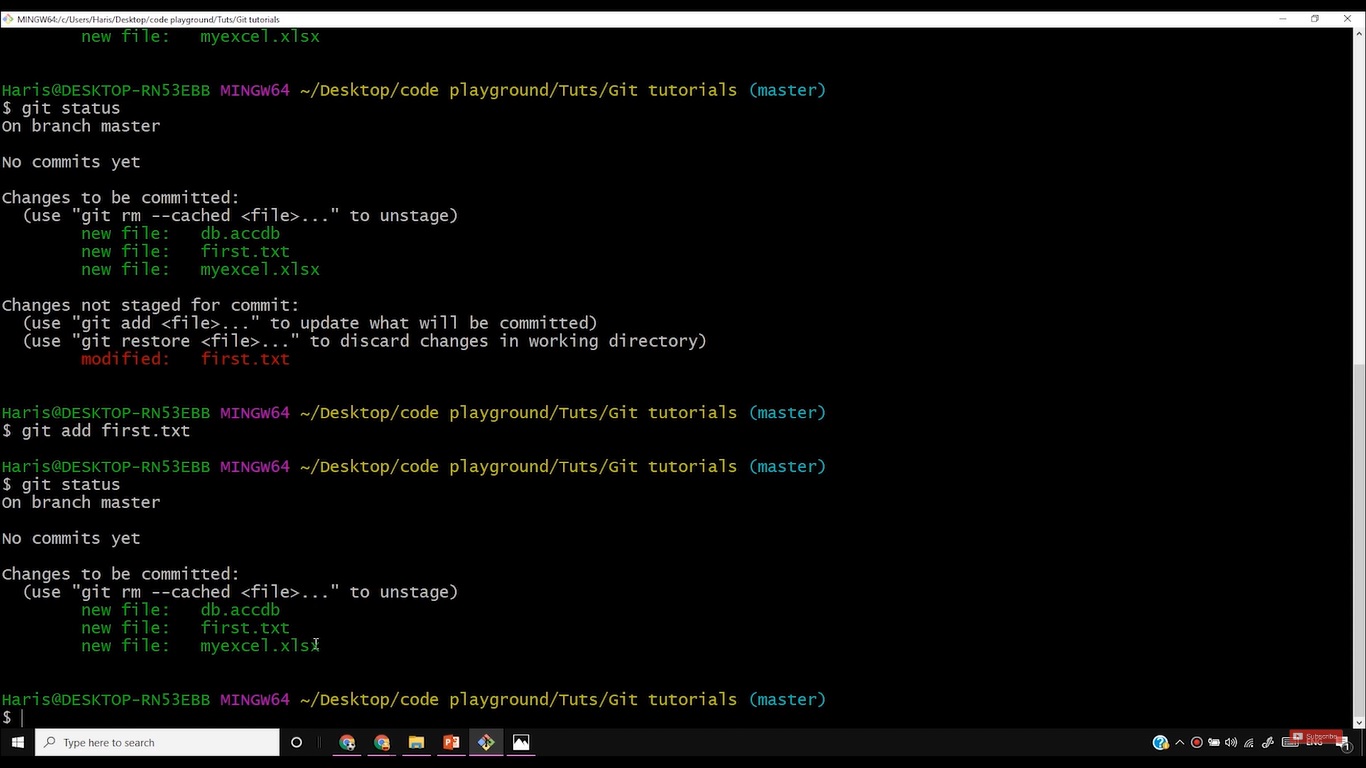 MINGW64:/c/Users/Haris/Desktop/code playground/Tuts/Git tutorials
new file:   myexcel.xlsx
Haris@DESKTOP-RN53EBB MINGW64 ~/Desktop/code playground/Tuts/Git tutorials (master)
$ git status
On branch master
No commits yet
Changes to be committed:
(use "git rm --cached <file>..." to unstage)
new file:   db.accdb
new file:   first.txt
new file:   myexcel.xlsx
Changes not staged for commit:
(use "git add <file>..." to update what will be committed)
(use "git restore <file>..." to discard changes in working directory)
modified:   first.txt
Haris@DESKTOP-RN53EBB MINGW64 ~/Desktop/code playground/Tuts/Git tutorials (master)
$ git add first.txt
Haris@DESKTOP-RN53EBB MINGW64 ~/Desktop/code playground/Tuts/Git tutorials (master)
$ git status
On branch master
No commits yet
Changes to be committed:
(use "git rm --cached <file>..." to unstage)
new file:   db.accdb
new file:   first.txt
new file:   myexcel.xlsx
Haris@DESKTOP-RN53EBB MINGW64 ~/Desktop/code playground/Tuts/Git tutorials (master)
$
Type here to search
Subscribe
ENG
1